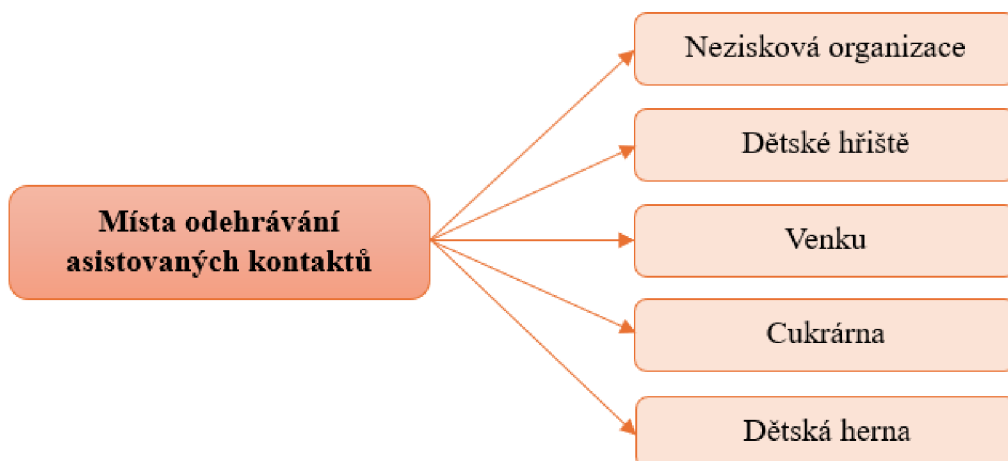 Nezisková organizace
Dětské hřiště
Místa odehrávání
asistovaných kontaktů
Venku
Cukrárna
Dětská herna